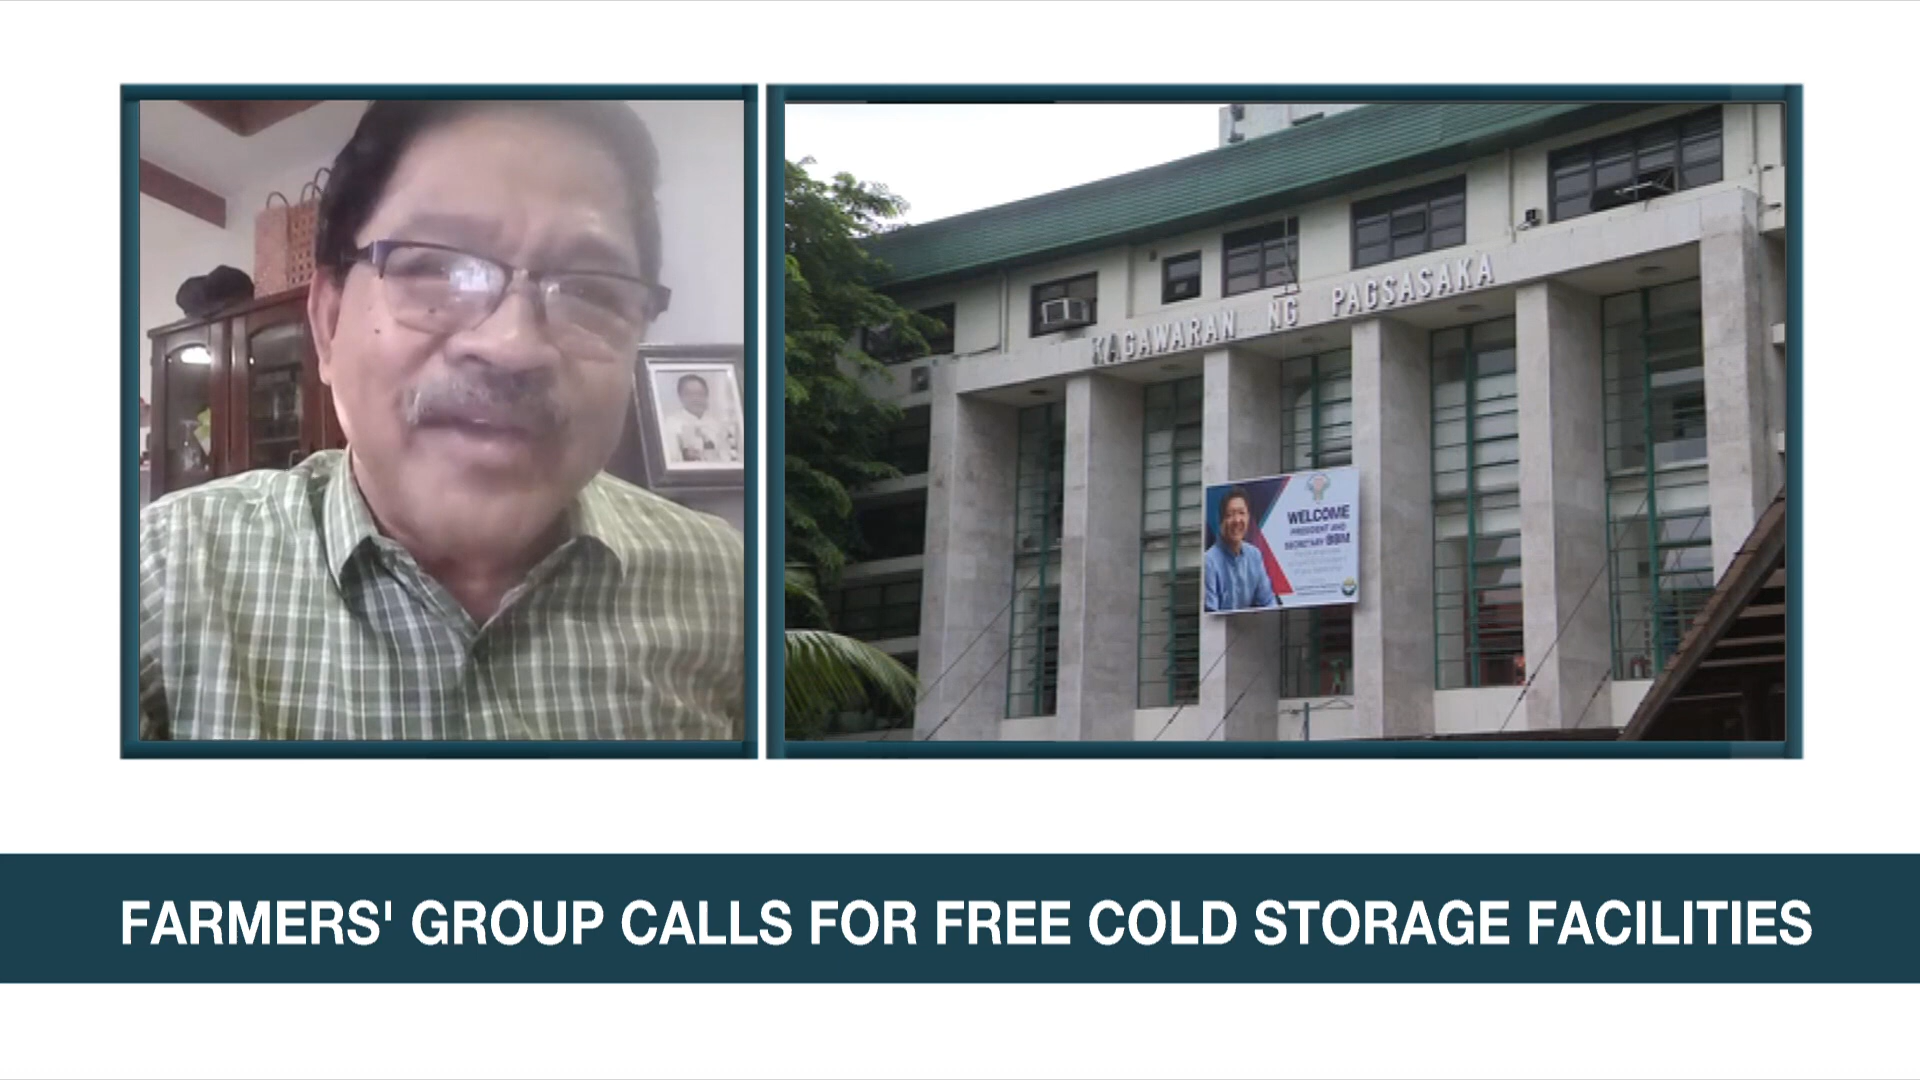 KAGAWARAN NG PAGSASAKA
WELCOME
PRESIDENT AND
SECRETARY BBM
FARMERS' GROUP CALLS FOR FREE COLD STORAGE FACILITIES